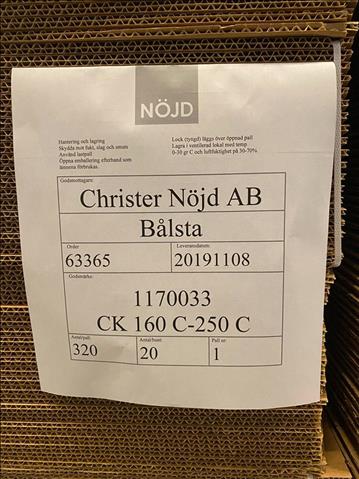 NÖJD
Hantering och lagring
Skydda mot fukt, slag och smuts
Använd lastpall
Öppna emballering efterhand som
ämnena förbrukas.
Lock (tyngd) läggs över öppnad pall
Lagra i ventilerad lokal med temp
0-30 gr C och luftfuktighet på 30-70%
Godsmottagare:
Christer Nöjd AB
Bålsta
Order
63365
Leveransdatum:
20191108
Godsmärke:
1170033
CK 160 C-250 C
Antal/pall:
320
Antal/bunt:
20
Pall nr:
1